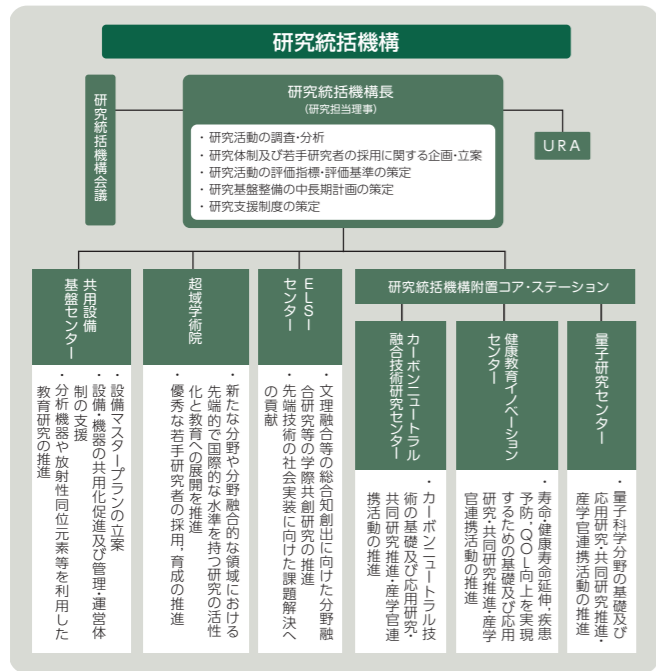 研究統括機構
研究統括機構会議
研究統括機構長
(研究担当理事)
・研究活動の調査・分析
・研究体制及び若手研究者の採用に関する企画・立案
・研究活動の評価指標・評価基準の策定
・研究基盤整備の中長期計画の策定
・研究支援制度の策定
URA
共用設備
基盤センター
・設備マスタープランの立案
・設備・機器の共用化促進及び管理・運営体
制の支援
・分析機器や放射性同位元素等を利用した
教育研究の推進
超域学術院
・新たな分野や分野融合的な領域における
先端的で国際的な水準を持つ研究の活性
化と教育への展開を推進
優秀な若手研究者の採用，育成の推進
ELSI
センター
・文理融合等の総合知創出に向けた分野融
合研究等の学際共創研究の推進
・先端技術の社会実装に向けた課題解決へ
の貢献
研究統括機構附置コア・ステーション
カーボンニュートラル
融合技術研究センター
・カーボンニュートラル技
術の基礎及び応用研究・
共同研究推進・産学官連
携活動の推進
健康教育イノベーション
センター
・寿命・健康寿命延伸，疾患
予防，QOL向上を実現
するための基礎及び応用
研究・共同研究推進・産学
官連携活動の推進
量子研究センター
・量子科学分野の基礎及び
応用研究・共同研究推進・
産学官連携活動の推進